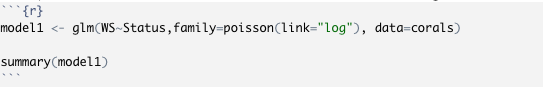 ```{r}
model1 <- glm(WS~Status,family=poisson(link="log"), data=corals)
summary(model1)
```